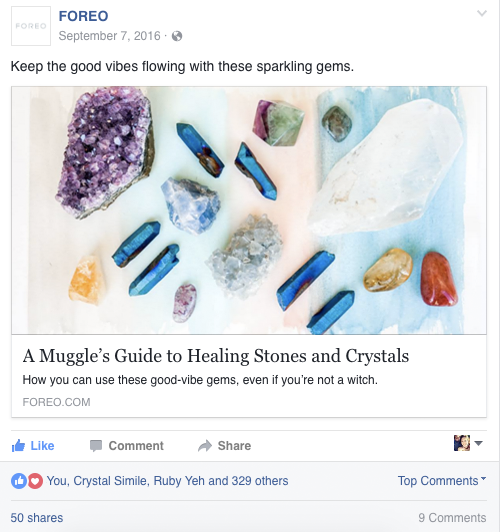 FOREO
FOREO
September 7, 2016 ·
Keep the good vibes flowing with these sparkling gems.
A Muggle's Guide to Healing Stones and Crystals
How you can use these good-vibe gems, even if you're not a witch.
FOREO.COM
Like Comment Share
You, Crystal Simile, Ruby Yeh and 329 others Top Comments
50 shares 9 Comments